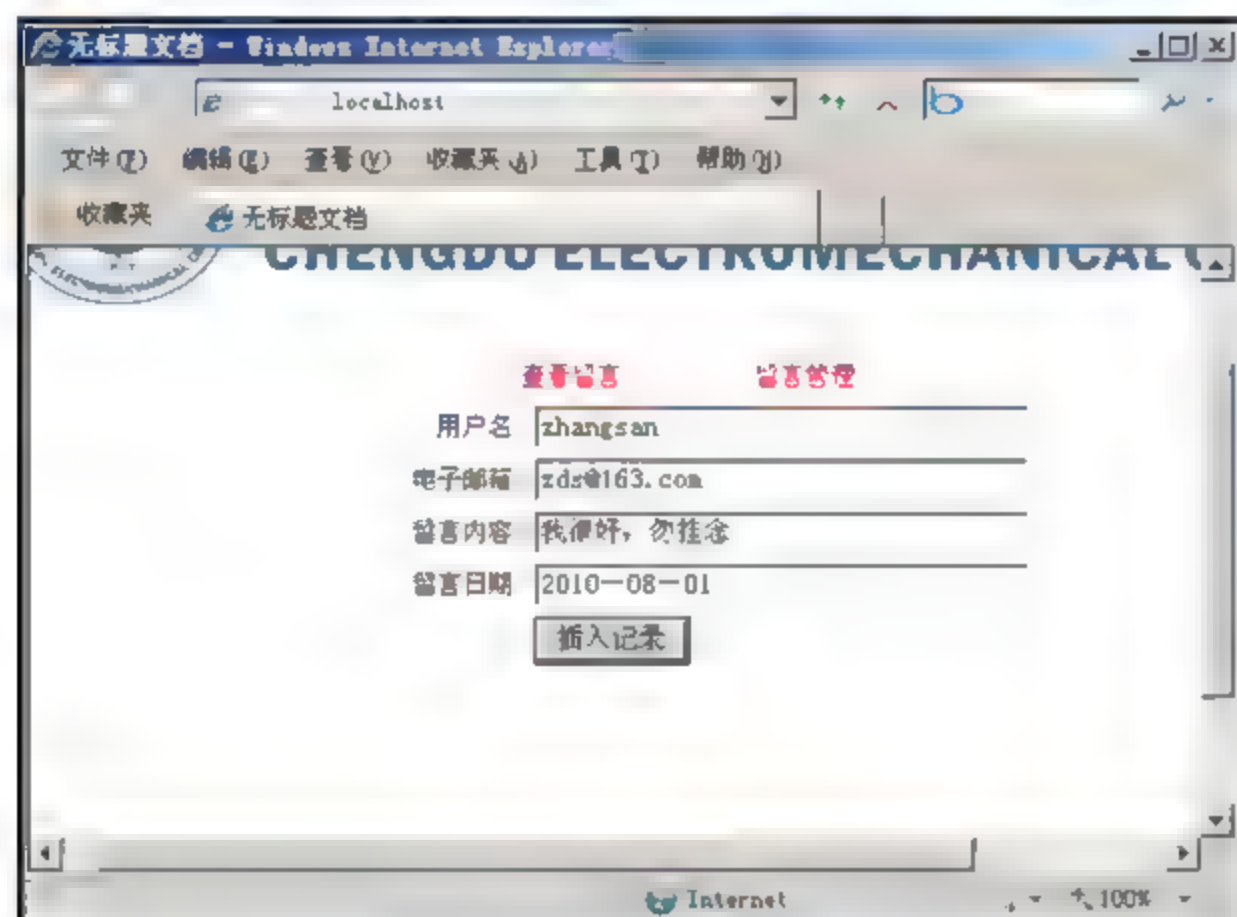 无标题文档 - Windows Internet Explorer
localhost
文件(F) 编辑(E) 查看(V) 收藏夹(A) 工具(T) 帮助(H)
收藏夹 无标题文档
CHENGDU ELECTROMECHANICAL
查看留言 留言管理
用户名 zhangsan
电子邮箱 zds@163.com
留言内容 我很好，勿挂念
留言日期 2010-08-01
插入记录
Internet 100%